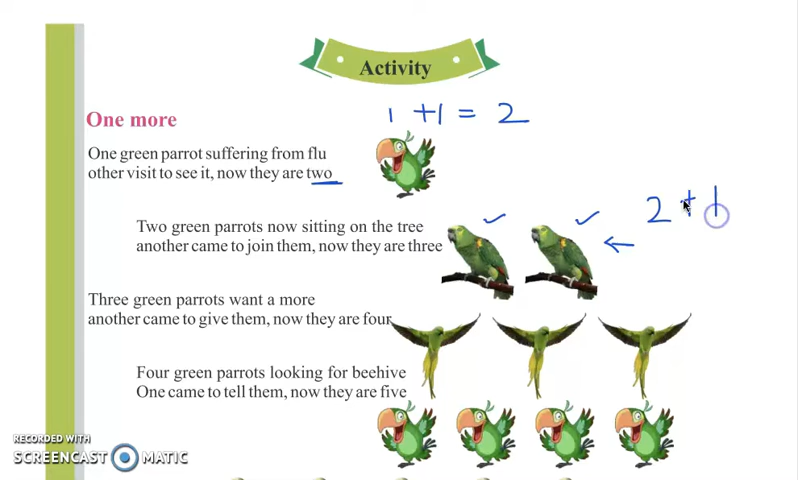 Activity
One more
1 +1 = 2
One green parrot suffering from flu
other visit to see it, now they are two
Two green parrots now sitting on the tree
another came to join them, now they are three
2 + 1
Three green parrots want a more
another came to give them, now they are four
Four green parrots looking for beehive
One came to tell them, now they are five
RECORDED WITH
SCREENCAST MATIC